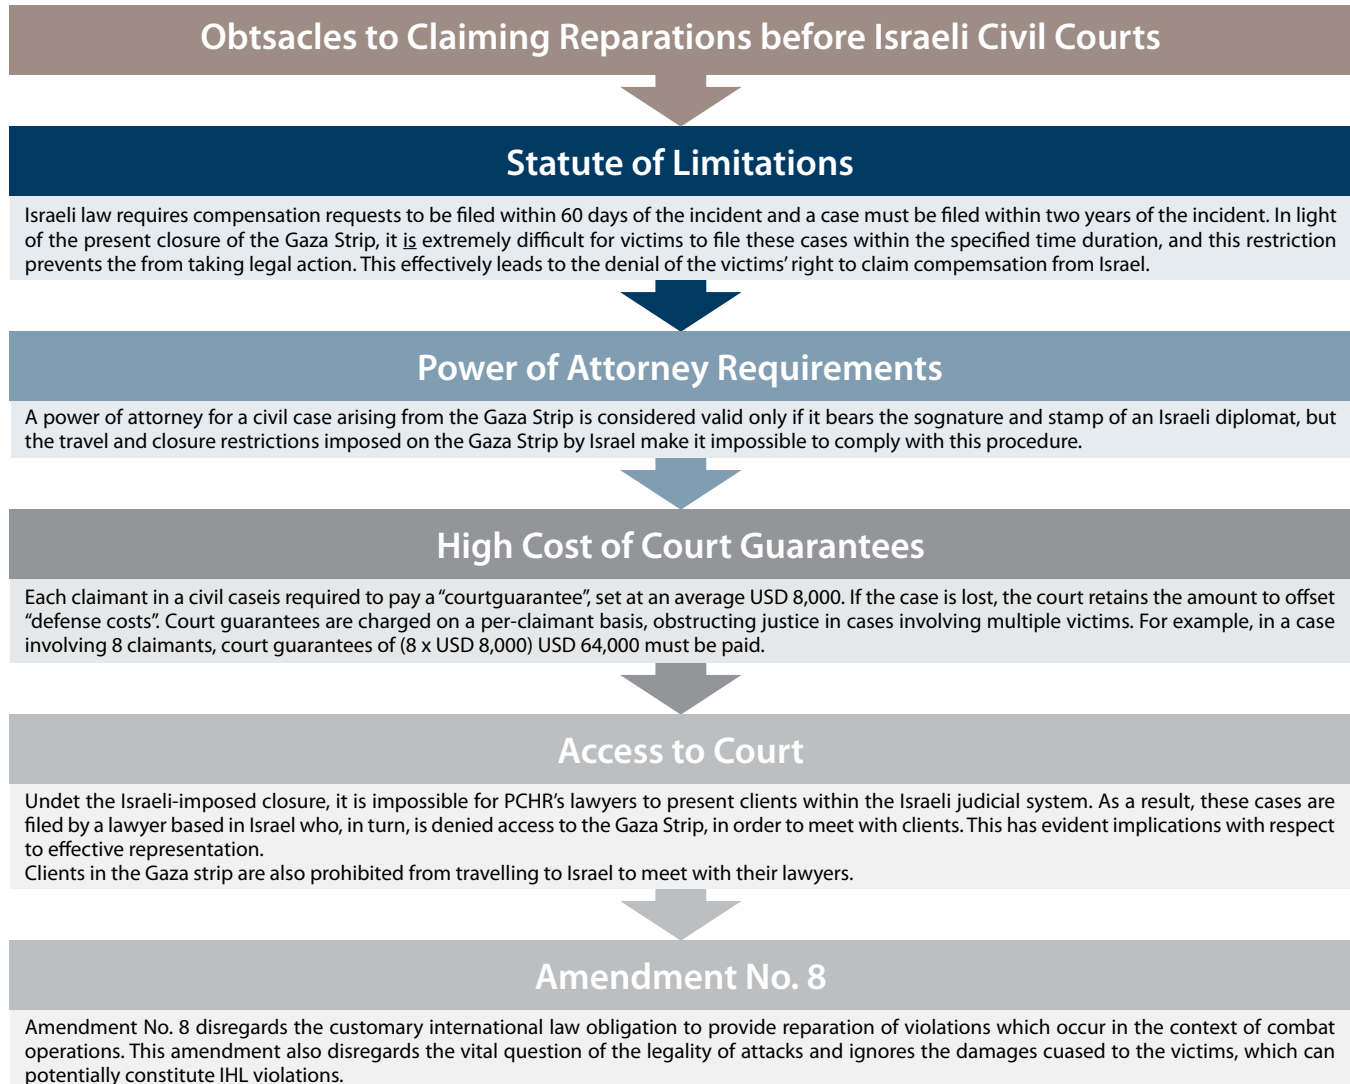 Obtsacles to Claiming Reparations before Israeli Civil Courts
Statute of Limitations
Israeli law requires compensation requests to be filed within 60 days of the incident and a case must be filed within two years of the incident. In light
of the present closure of the Gaza Strip, it is extremely difficult for victims to file these cases within the specified time duration, and this restriction
prevents the from taking legal action. This effectively leads to the denial of the victims' right to claim compemsation from Israel.
Power of Attorney Requirements
A power of attorney for a civil case arising from the Gaza Strip is considered valid only if it bears the sognature and stamp of an Israeli diplomat, but
the travel and closure restrictions imposed on the Gaza Strip by Israel make it impossible to comply with this procedure.
High Cost of Court Guarantees
Each claimant in a civil caseis required to pay a “courtguarantee”, set at an average USD 8,000. If the case is lost, the court retains the amount to offset
“defense costs”. Court guarantees are charged on a per-claimant basis, obstructing justice in cases involving multiple victims. For example, in a case
involving 8 claimants, court guarantees of (8 x USD 8,000) USD 64,000 must be paid.
Access to Court
Undet the Israeli-imposed closure, it is impossible for PCHR's lawyers to present clients within the Israeli judicial system. As a result, these cases are
filed by a lawyer based in Israel who, in turn, is denied access to the Gaza Strip, in order to meet with clients. This has evident implications with respect
to effective representation.
Clients in the Gaza strip are also prohibited from travelling to Israel to meet with their lawyers.
Amendment No. 8
Amendment No. 8 disregards the customary international law obligation to provide reparation of violations which occur in the context of combat
operations. This amendment also disregards the vital question of the legality of attacks and ignores the damages cuased to the victims, which can
potentially constitute IHL violations.